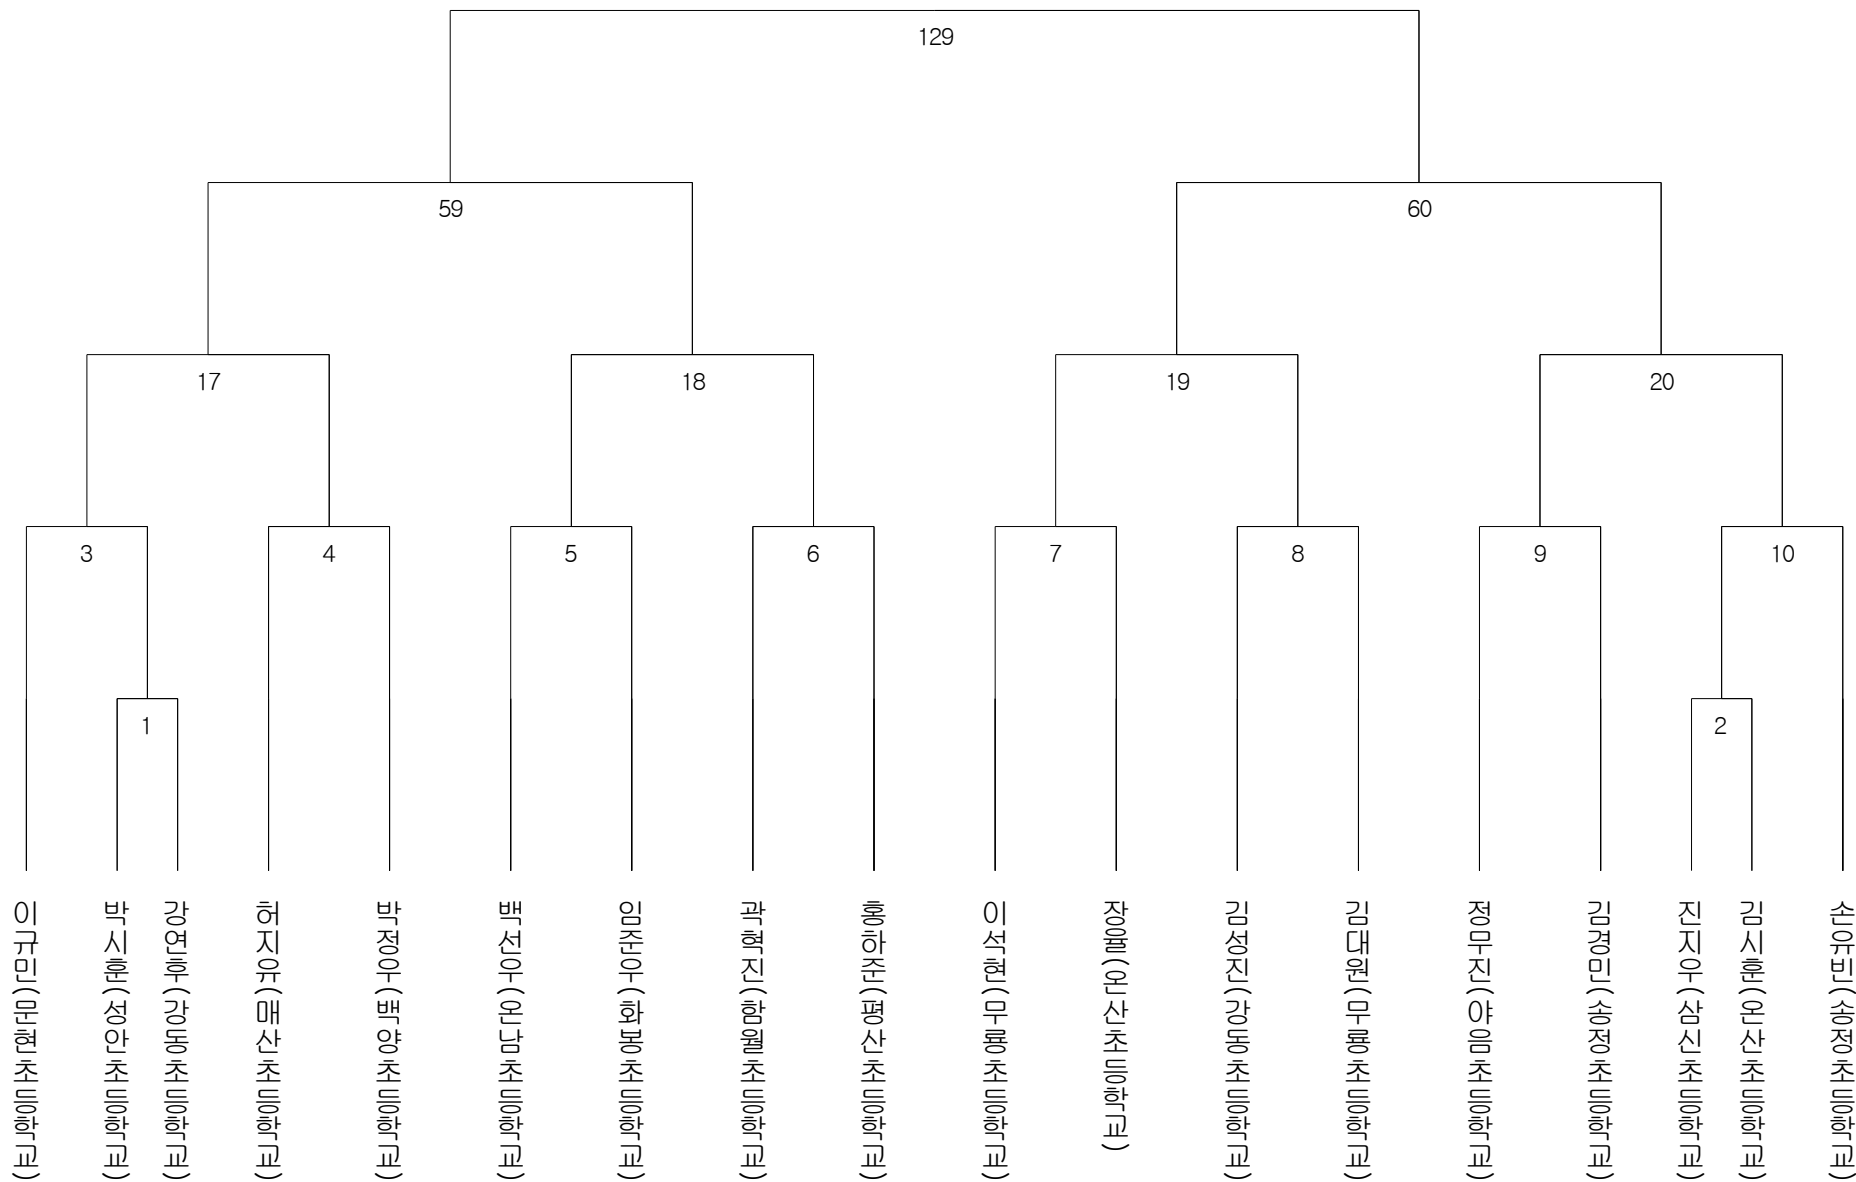 129
59
60
17
18
19
20
3
4
5
6
7
8
9
10
1
2
이규민(문현초등학교)
박시훈(성안초등학교)
강연후(강동초등학교)
허지유(매산초등학교)
박정우(백양초등학교)
백선우(온남초등학교)
임준우(화봉초등학교)
곽혁진(함월초등학교)
홍하준(평산초등학교)
이석현(무룡초등학교)
장율(온산초등학교)
김성진(강동초등학교)
김대원(무룡초등학교)
정무진(야음초등학교)
김경민(송정초등학교)
진지우(삼신초등학교)
김시훈(온산초등학교)
손유빈(송정초등학교)